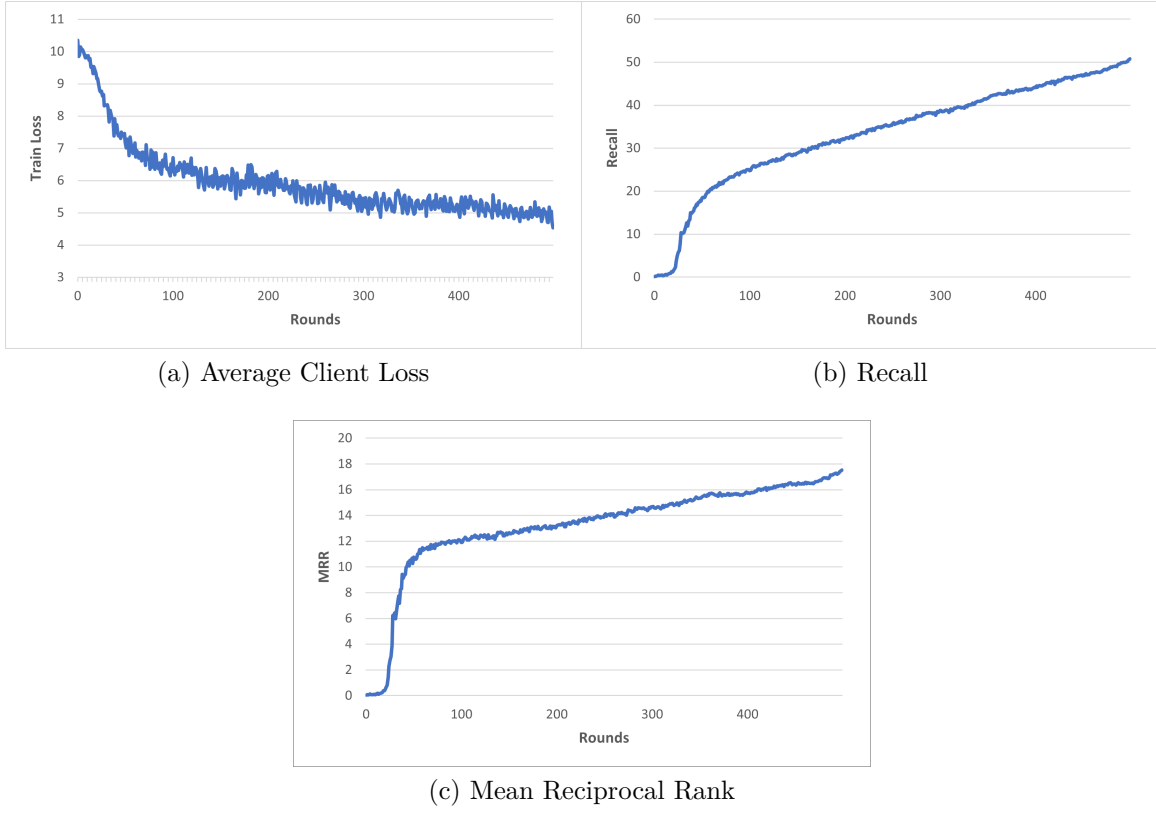 11
10
9
8
7
6
5
4
3
Train Loss
0 100 200 300 400
Rounds
(a) Average Client Loss
60
50
40
30
20
10
0
Recall
0 100 200 300 400
Rounds
(b) Recall
20
18
16
14
12
10
8
6
4
2
0
MRR
0 100 200 300 400
Rounds
(c) Mean Reciprocal Rank